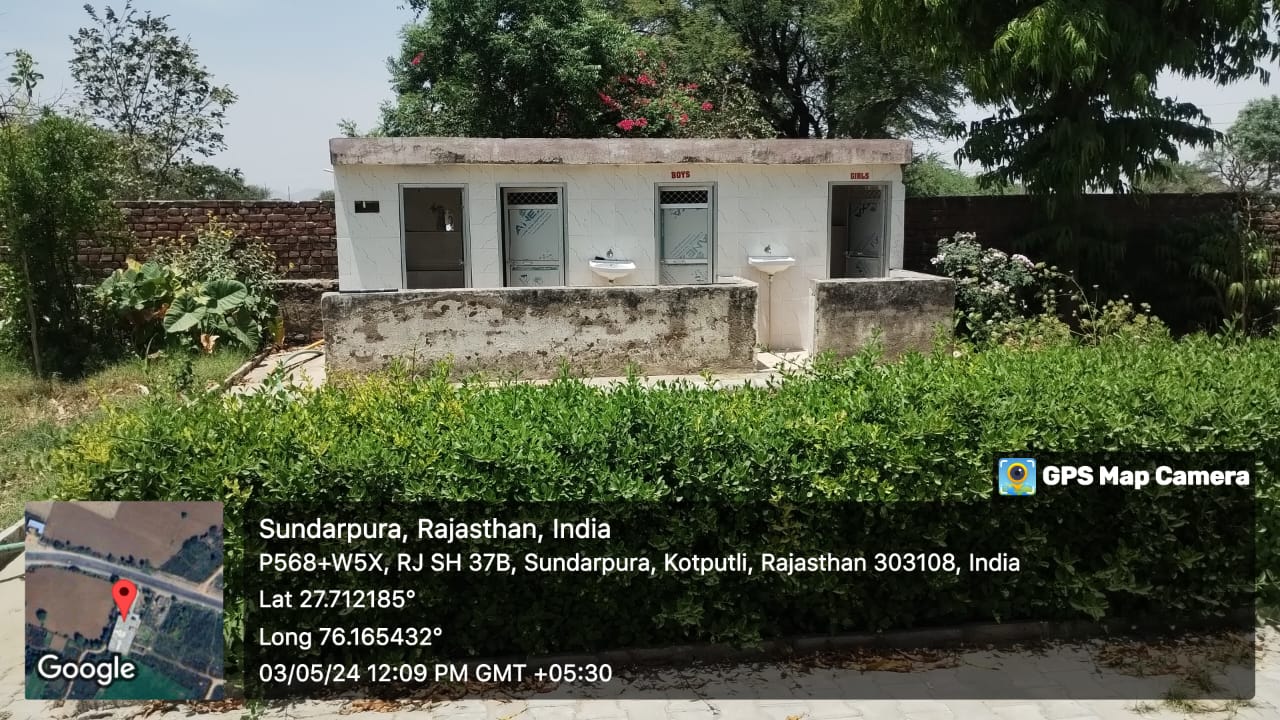 BOYS
GIRLS
GPS Map Camera
Sundarpura, Rajasthan, India
P568+W5X, RJ SH 37B, Sundarpura, Kotputli, Rajasthan 303108, India
Lat 27.712185°
Long 76.165432°
03/05/24 12:09 PM GMT +05:30
Google